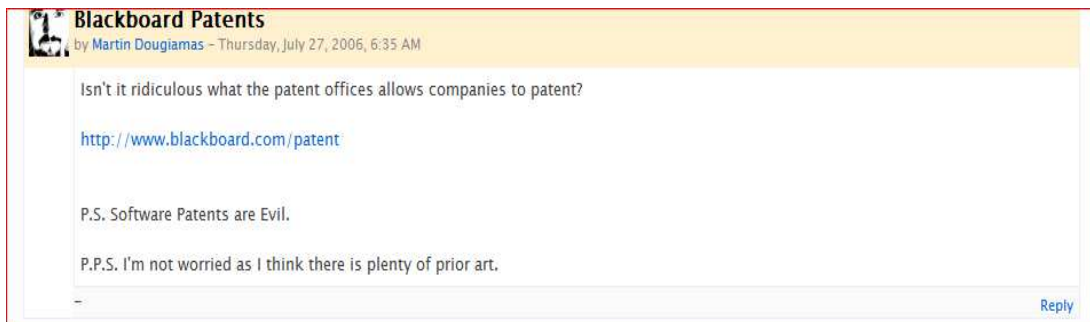 Blackboard Patents
by Martin Dougiamas - Thursday, July 27, 2006, 6:35 AM
Isn't it ridiculous what the patent offices allows companies to patent?
http://www.blackboard.com/patent
P.S. Software Patents are Evil.
P.P.S. I'm not worried as I think there is plenty of prior art.
–
Reply